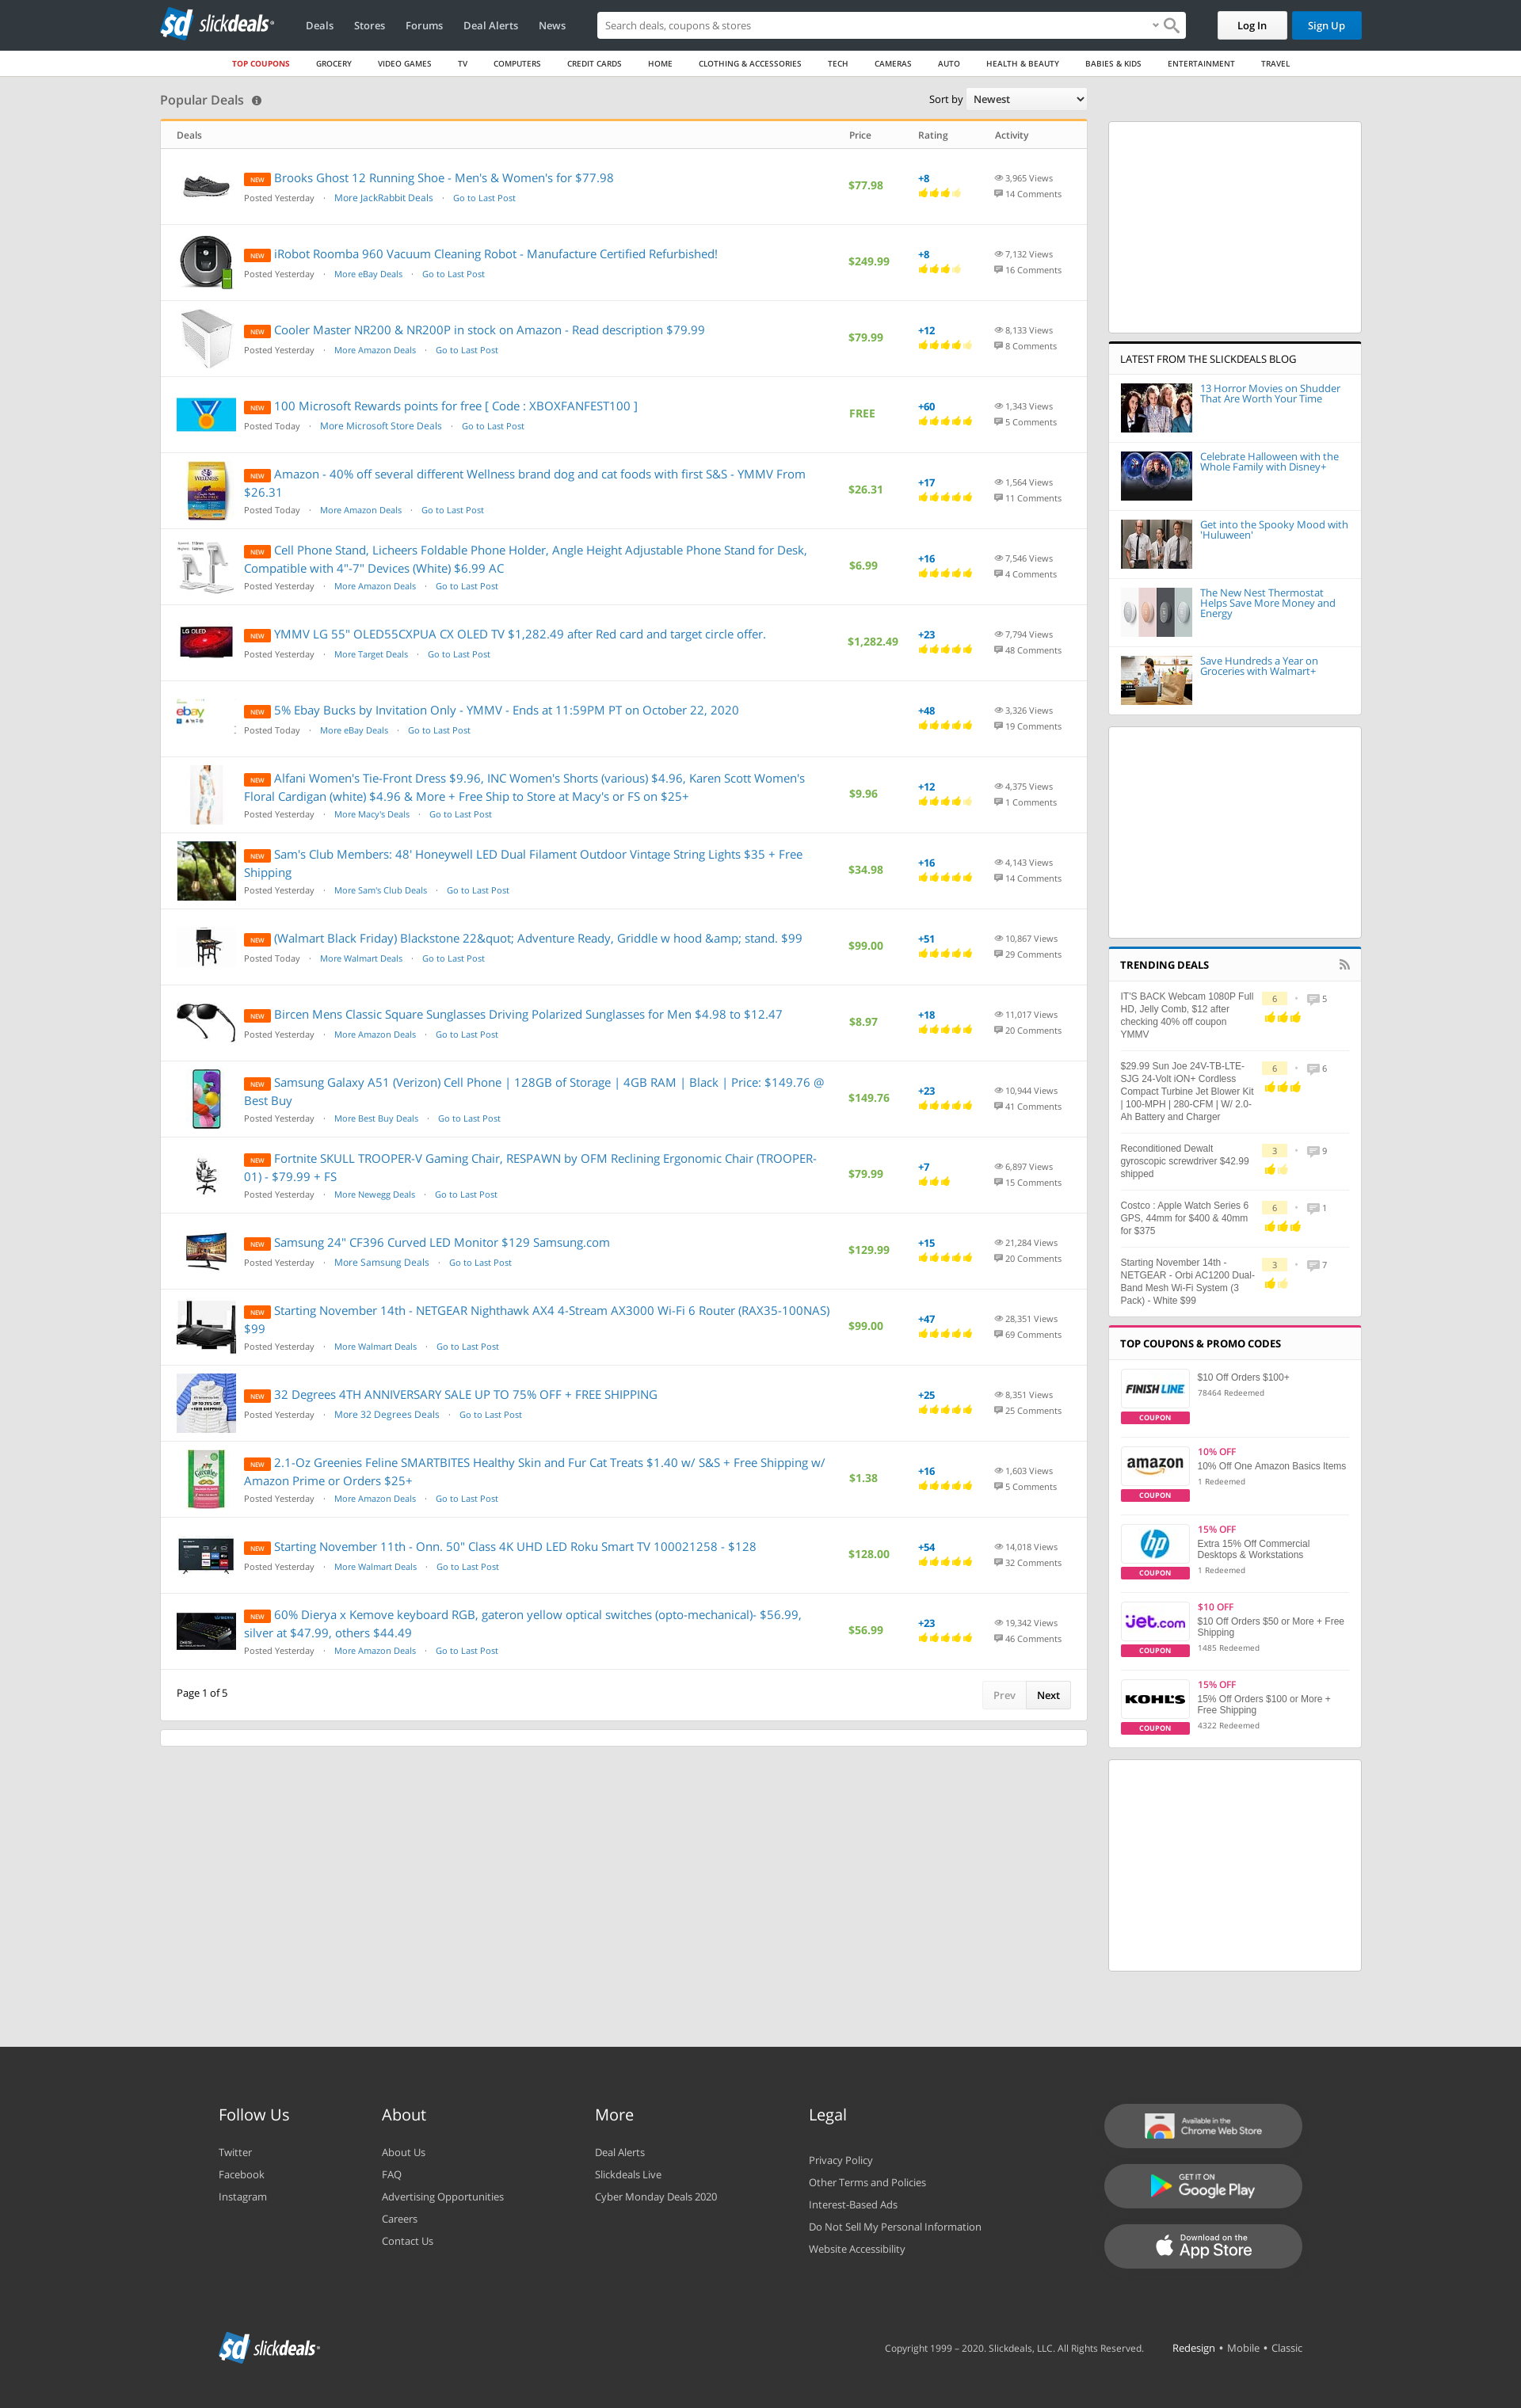 sd slickdeals
Deals Stores Forums Deal Alerts News
Search deals, coupons & stores
Log In
Sign Up
TOP COUPONS GROCERY VIDEO GAMES TV COMPUTERS CREDIT CARDS HOME CLOTHING & ACCESSORIES TECH CAMERAS AUTO HEALTH & BEAUTY BABIES & KIDS ENTERTAINMENT TRAVEL
Popular Deals
Sort by Newest
Deals Price Rating Activity
NEW Brooks Ghost 12 Running Shoe - Men's & Women's for $77.98
Posted Yesterday · More JackRabbit Deals · Go to Last Post
$77.98
+8
3,965 Views
14 Comments
NEW iRobot Roomba 960 Vacuum Cleaning Robot - Manufacture Certified Refurbished!
Posted Yesterday · More eBay Deals · Go to Last Post
$249.99
+8
7,132 Views
16 Comments
NEW Cooler Master NR200 & NR200P in stock on Amazon - Read description $79.99
Posted Yesterday · More Amazon Deals · Go to Last Post
$79.99
+12
8,133 Views
8 Comments
NEW 100 Microsoft Rewards points for free [ Code : XBOXFANFEST100 ]
Posted Today · More Microsoft Store Deals · Go to Last Post
FREE
+60
1,343 Views
5 Comments
WELLNESS
NEW Amazon - 40% off several different Wellness brand dog and cat foods with first S&S - YMMV From
$26.31
Posted Today · More Amazon Deals · Go to Last Post
$26.31
+17
1,564 Views
11 Comments
NEW Cell Phone Stand, Licheers Foldable Phone Holder, Angle Height Adjustable Phone Stand for Desk,
Compatible with 4"-7" Devices (White) $6.99 AC
Posted Yesterday · More Amazon Deals · Go to Last Post
$6.99
+16
7,546 Views
4 Comments
LG OLED
NEW YMMV LG 55" OLED55CXPUA CX OLED TV $1,282.49 after Red card and target circle offer.
Posted Yesterday · More Target Deals · Go to Last Post
$1,282.49
+23
7,794 Views
48 Comments
ebay
NEW 5% Ebay Bucks by Invitation Only - YMMV - Ends at 11:59PM PT on October 22, 2020
Posted Today · More eBay Deals · Go to Last Post
+48
3,326 Views
19 Comments
NEW Alfani Women's Tie-Front Dress $9.96, INC Women's Shorts (various) $4.96, Karen Scott Women's
Floral Cardigan (white) $4.96 & More + Free Ship to Store at Macy's or FS on $25+
Posted Yesterday · More Macy's Deals · Go to Last Post
$9.96
+12
4,375 Views
1 Comments
NEW Sam's Club Members: 48' Honeywell LED Dual Filament Outdoor Vintage String Lights $35 + Free
Shipping
Posted Yesterday · More Sam's Club Deals · Go to Last Post
$34.98
+16
4,143 Views
14 Comments
NEW (Walmart Black Friday) Blackstone 22&quot; Adventure Ready, Griddle w hood &amp; stand. $99
Posted Today · More Walmart Deals · Go to Last Post
$99.00
+51
10,867 Views
29 Comments
NEW Bircen Mens Classic Square Sunglasses Driving Polarized Sunglasses for Men $4.98 to $12.47
Posted Yesterday · More Amazon Deals · Go to Last Post
$8.97
+18
11,017 Views
20 Comments
NEW Samsung Galaxy A51 (Verizon) Cell Phone | 128GB of Storage | 4GB RAM | Black | Price: $149.76 @
Best Buy
Posted Yesterday · More Best Buy Deals · Go to Last Post
$149.76
+23
10,944 Views
41 Comments
NEW Fortnite SKULL TROOPER-V Gaming Chair, RESPAWN by OFM Reclining Ergonomic Chair (TROOPER-
01) - $79.99 + FS
Posted Yesterday · More Newegg Deals · Go to Last Post
$79.99
+7
6,897 Views
15 Comments
NEW Samsung 24" CF396 Curved LED Monitor $129 Samsung.com
Posted Yesterday · More Samsung Deals · Go to Last Post
$129.99
+15
21,284 Views
20 Comments
NEW Starting November 14th - NETGEAR Nighthawk AX4 4-Stream AX3000 Wi-Fi 6 Router (RAX35-100NAS)
$99
Posted Yesterday · More Walmart Deals · Go to Last Post
$99.00
+47
28,351 Views
69 Comments
UP TO 75% OFF
+FREE SHIPPING
NEW 32 Degrees 4TH ANNIVERSARY SALE UP TO 75% OFF + FREE SHIPPING
Posted Yesterday · More 32 Degrees Deals · Go to Last Post
+25
8,351 Views
25 Comments
Greenies
NEW 2.1-Oz Greenies Feline SMARTBITES Healthy Skin and Fur Cat Treats $1.40 w/ S&S + Free Shipping w/
Amazon Prime or Orders $25+
Posted Yesterday · More Amazon Deals · Go to Last Post
$1.38
+16
1,603 Views
5 Comments
NEW Starting November 11th - Onn. 50" Class 4K UHD LED Roku Smart TV 100021258 - $128
Posted Yesterday · More Walmart Deals · Go to Last Post
$128.00
+54
14,018 Views
32 Comments
NEW 60% Dierya x Kemove keyboard RGB, gateron yellow optical switches (opto-mechanical)- $56.99,
silver at $47.99, others $44.49
Posted Yesterday · More Amazon Deals · Go to Last Post
$56.99
+23
19,342 Views
46 Comments
Page 1 of 5
Prev Next
LATEST FROM THE SLICKDEALS BLOG
13 Horror Movies on Shudder
That Are Worth Your Time
Celebrate Halloween with the
Whole Family with Disney+
Get into the Spooky Mood with
'Huluween'
The New Nest Thermostat
Helps Save More Money and
Energy
Save Hundreds a Year on
Groceries with Walmart+
TRENDING DEALS
IT'S BACK Webcam 1080P Full
HD, Jelly Comb, $12 after
checking 40% off coupon
YMMV
6 • 5
$29.99 Sun Joe 24V-TB-LTE-
SJG 24-Volt iON+ Cordless
Compact Turbine Jet Blower Kit
| 100-MPH | 280-CFM | W/ 2.0-
Ah Battery and Charger
6 • 6
Reconditioned Dewalt
gyroscopic screwdriver $42.99
shipped
3 • 9
Costco : Apple Watch Series 6
GPS, 44mm for $400 & 40mm
for $375
6 • 1
Starting November 14th -
NETGEAR - Orbi AC1200 Dual-
Band Mesh Wi-Fi System (3
Pack) - White $99
3 • 7
TOP COUPONS & PROMO CODES
FINISH LINE
COUPON
$10 Off Orders $100+
78464 Redeemed
amazon
COUPON
10% OFF
10% Off One Amazon Basics Items
1 Redeemed
hp
COUPON
15% OFF
Extra 15% Off Commercial
Desktops & Workstations
1 Redeemed
jet.com
COUPON
$10 OFF
$10 Off Orders $50 or More + Free
Shipping
1485 Redeemed
KOHL'S
COUPON
15% OFF
15% Off Orders $100 or More +
Free Shipping
4322 Redeemed
Follow Us
Twitter
Facebook
Instagram
About
About Us
FAQ
Advertising Opportunities
Careers
Contact Us
More
Deal Alerts
Slickdeals Live
Cyber Monday Deals 2020
Legal
Privacy Policy
Other Terms and Policies
Interest-Based Ads
Do Not Sell My Personal Information
Website Accessibility
Available in the
Chrome Web Store
GET IT ON
Google Play
Download on the
App Store
sd slickdeals
Copyright 1999 – 2020. Slickdeals, LLC. All Rights Reserved.
Redesign • Mobile • Classic